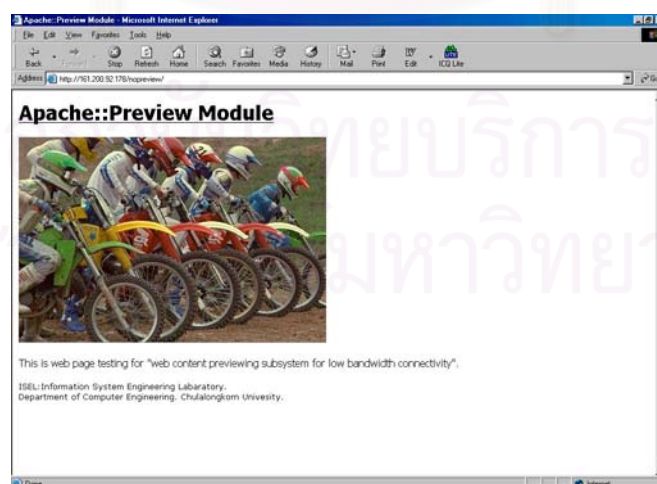 Apache::Preview Module - Microsoft Internet Explorer
File Edit View Favorites Tools Help
Back Forward Stop Refresh Home Search Favorites Media History Mail Print Edit ICQ Lite
Address http://161.200.92.178/nopreview/ Go
Apache::Preview Module
This is web page testing for "web content previewing subsystem for low bandwidth connectivity".
ISEL:Information System Engineering Labaratory.
Department of Computer Engineering. Chulalongkorn Univesity.
Done Internet